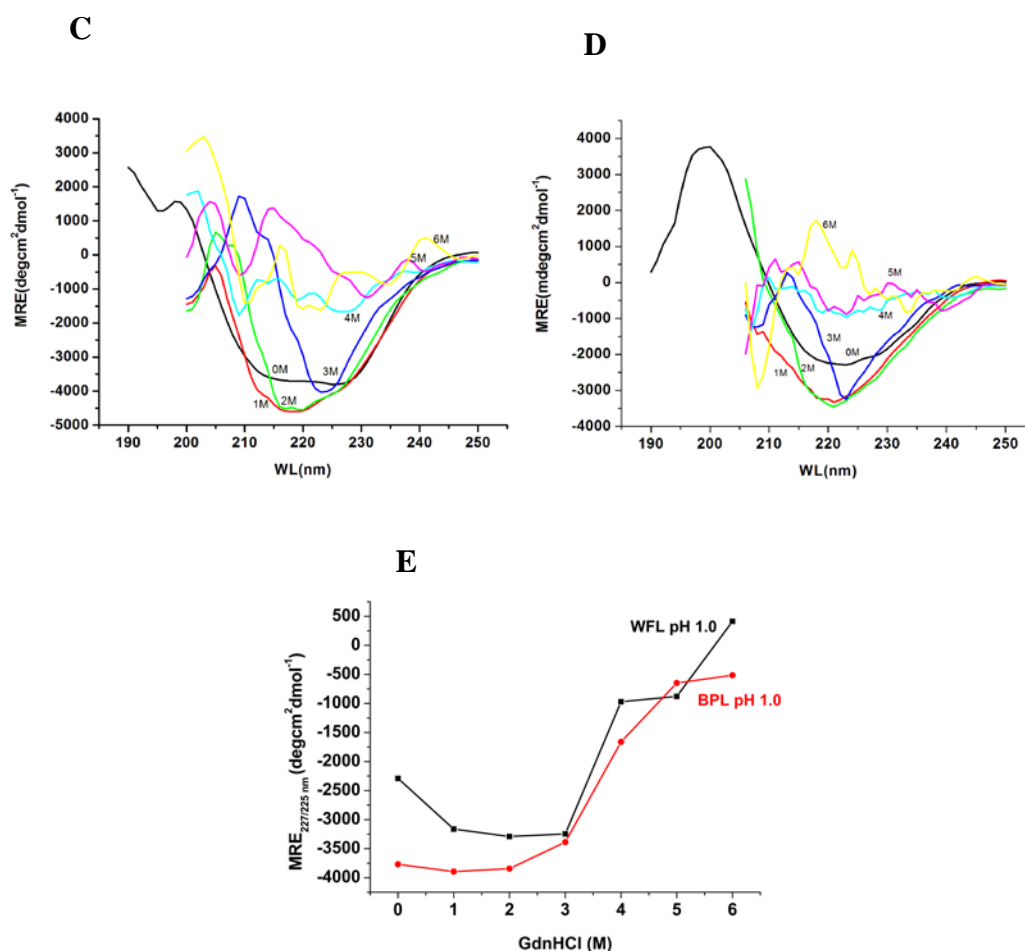 C
D
4000
3000
2000
1000
0
-1000
-2000
-3000
-4000
-5000
MRE(degcm²dmol⁻¹)
6M
5M
4M
0M
3M
1M
2M
190 200 210 220 230 240 250
WL(nm)
4000
3000
2000
1000
0
-1000
-2000
-3000
-4000
MRE(mdegcm²dmol⁻¹)
6M
5M
4M
3M
0M
2M
1M
190 200 210 220 230 240 250
WL(nm)
E
500
0
-500
-1000
-1500
-2000
-2500
-3000
-3500
-4000
MRE227/225 nm (degcm²dmol⁻¹)
WFL pH 1.0
BPL pH 1.0
0 1 2 3 4 5 6
GdnHCl (M)